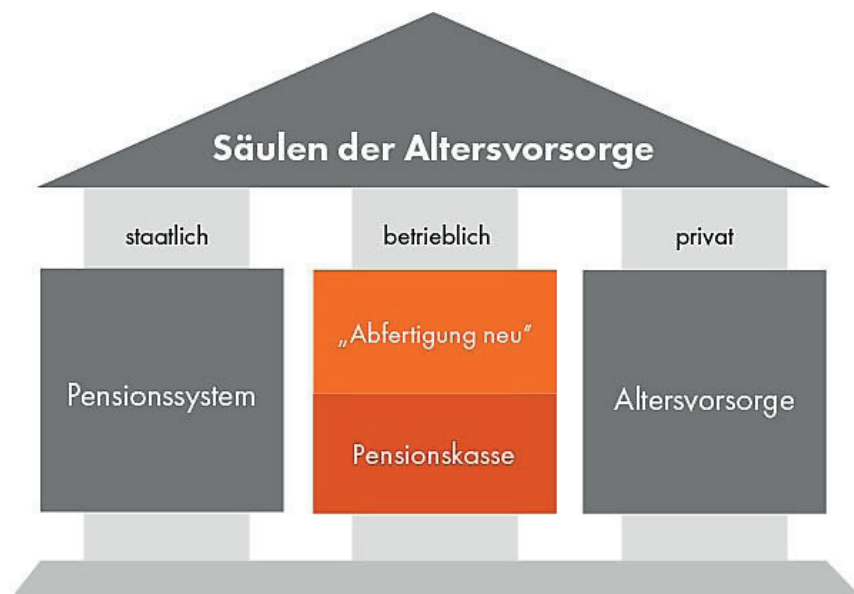 Säulen der Altersvorsorge
staatlich
betrieblich
privat
Pensionssystem
„Abfertigung neu“
Pensionskasse
Altersvorsorge